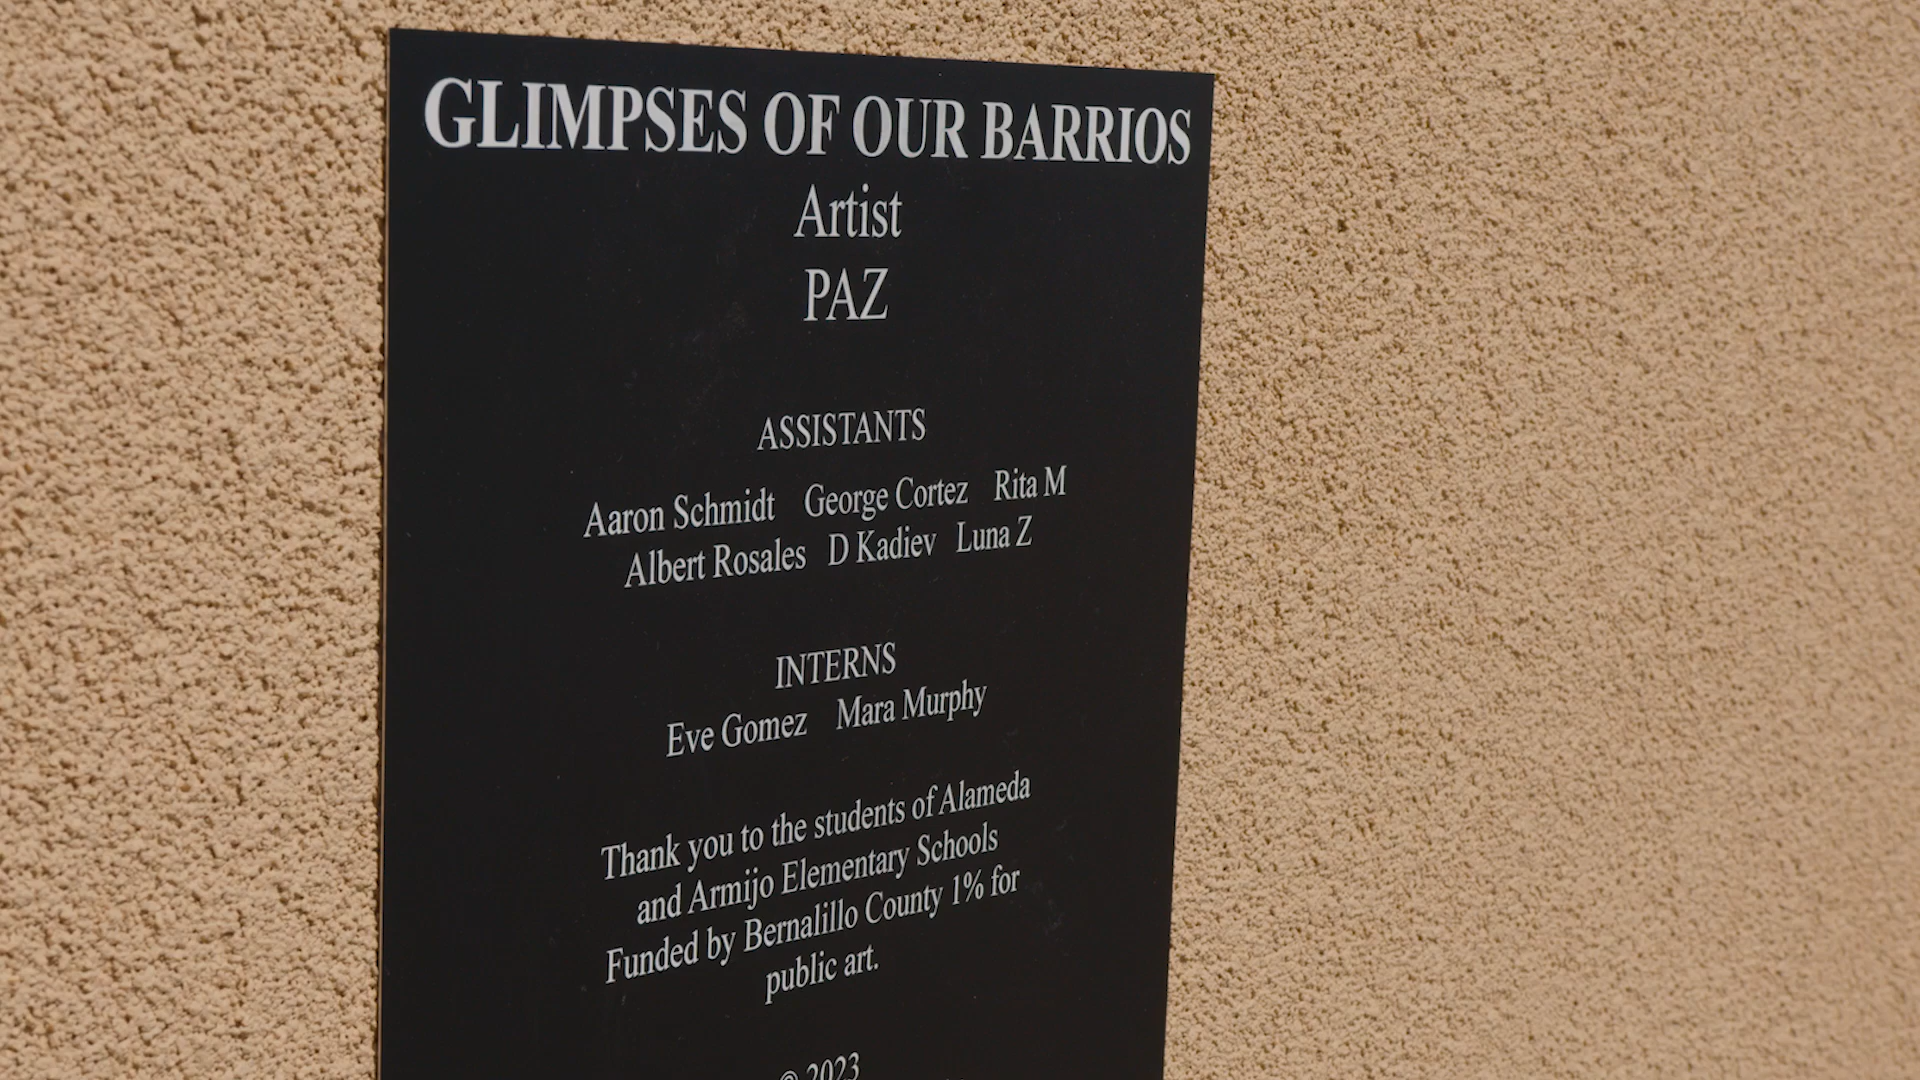 GLIMPSES OF OUR BARRIOS
Artist
PAZ
ASSISTANTS
Aaron Schmidt George Cortez Rita M
Albert Rosales D Kadiev Luna Z
INTERNS
Eve Gomez Mara Murphy
Thank you to the students of Alameda
and Armijo Elementary Schools
Funded by Bernalillo County 1% for
public art.
© 2023